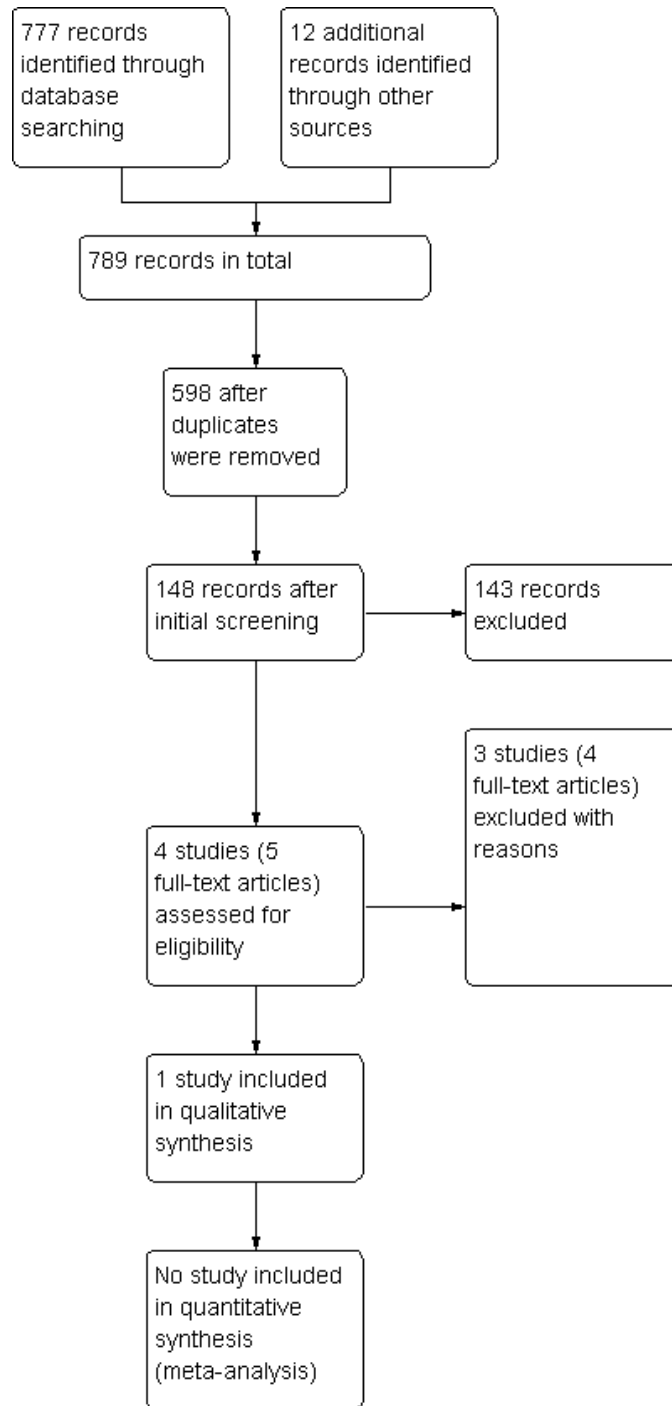 777 records
identified through
database
searching
12 additional
records identified
through other
sources
789 records in total
598 after
duplicates
were removed
148 records after
initial screening
143 records
excluded
3 studies (4
full-text articles)
excluded with
reasons
4 studies (5
full-text articles)
assessed for
eligibility
1 study included
in qualitative
synthesis
No study included
in quantitative
synthesis
(meta-analysis)